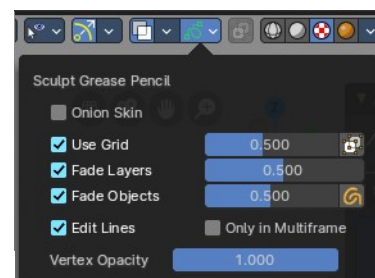 Sculpt Grease Pencil
Onion Skin
Use Grid 0.500
Fade Layers 0.500
Fade Objects 0.500
Edit Lines Only in Multiframe
Vertex Opacity 1.000